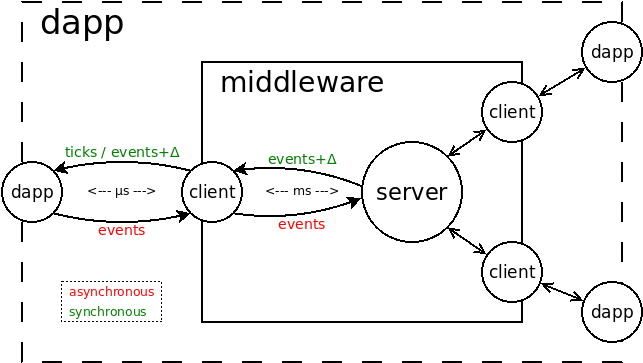 dapp
dapp
middleware
client
ticks / events+Δ
events+Δ
dapp
<--- μs --->
client
<--- ms --->
server
events
events
client
asynchronous
synchronous
dapp